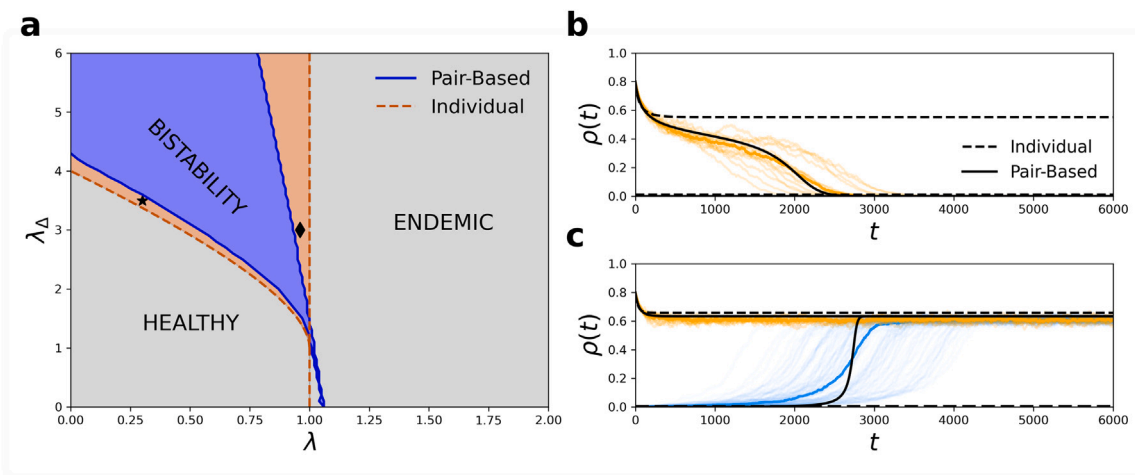 a
6
5
4
3
2
1
0
λΔ
0.00
0.25
0.50
0.75
1.00
1.25
1.50
1.75
2.00
λ
Pair-Based
Individual
BISTABILITY
ENDEMIC
HEALTHY
b
1.0
0.8
0.6
0.4
0.2
0.0
ρ(t)
Individual
Pair-Based
0
1000
2000
3000
4000
5000
6000
t
c
1.0
0.8
0.6
0.4
0.2
0.0
ρ(t)
0
1000
2000
3000
4000
5000
6000
t